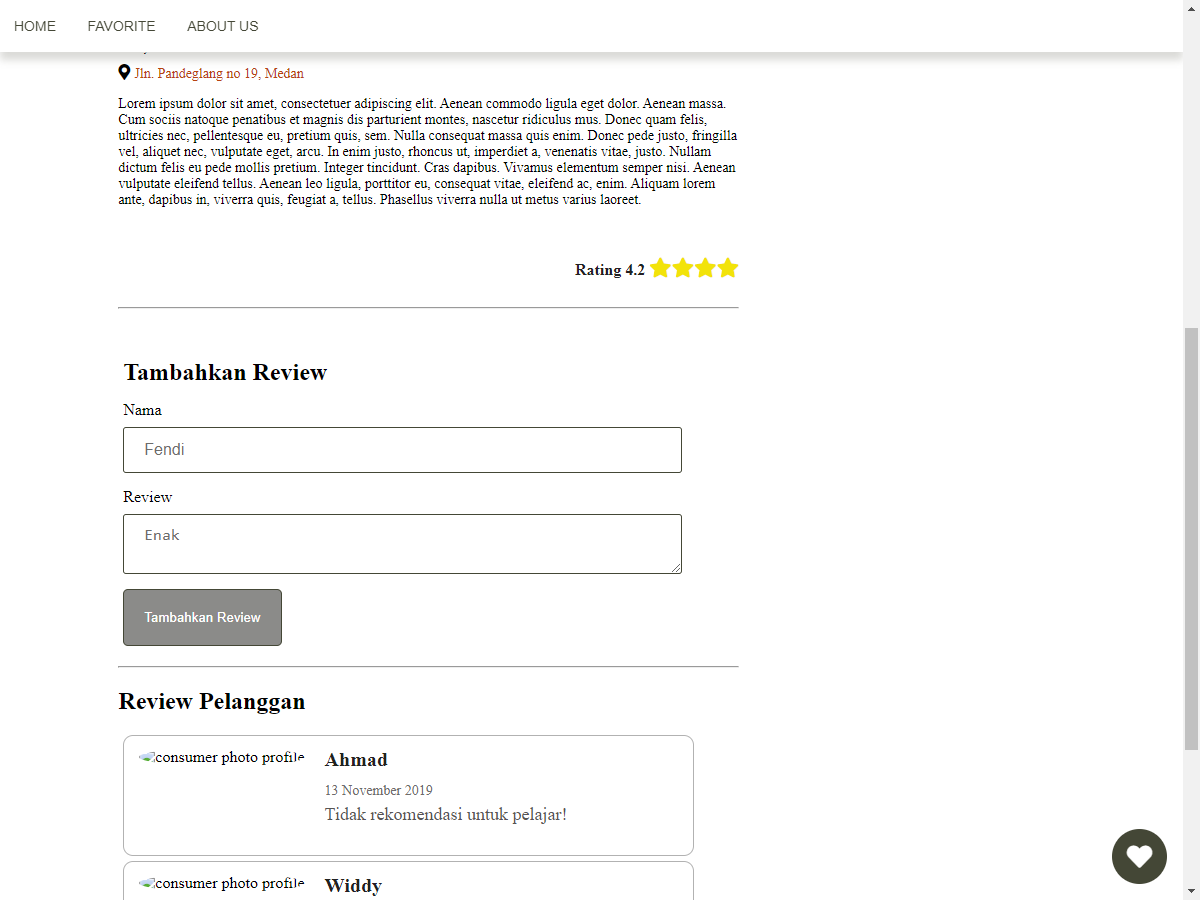 HOME FAVORITE ABOUT US
Jln. Pandeglang no 19, Medan
Lorem ipsum dolor sit amet, consectetuer adipiscing elit. Aenean commodo ligula eget dolor. Aenean massa.
Cum sociis natoque penatibus et magnis dis parturient montes, nascetur ridiculus mus. Donec quam felis,
ultricies nec, pellentesque eu, pretium quis, sem. Nulla consequat massa quis enim. Donec pede justo, fringilla
vel, aliquet nec, vulputate eget, arcu. In enim justo, rhoncus ut, imperdiet a, venenatis vitae, justo. Nullam
dictum felis eu pede mollis pretium. Integer tincidunt. Cras dapibus. Vivamus elementum semper nisi. Aenean
vulputate eleifend tellus. Aenean leo ligula, porttitor eu, consequat vitae, eleifend ac, enim. Aliquam lorem
ante, dapibus in, viverra quis, feugiat a, tellus. Phasellus viverra nulla ut metus varius laoreet.
Rating 4.2
Tambahkan Review
Nama
Fendi
Review
Enak
Tambahkan Review
Review Pelanggan
consumer photo profile
Ahmad
13 November 2019
Tidak rekomendasi untuk pelajar!
consumer photo profile
Widdy